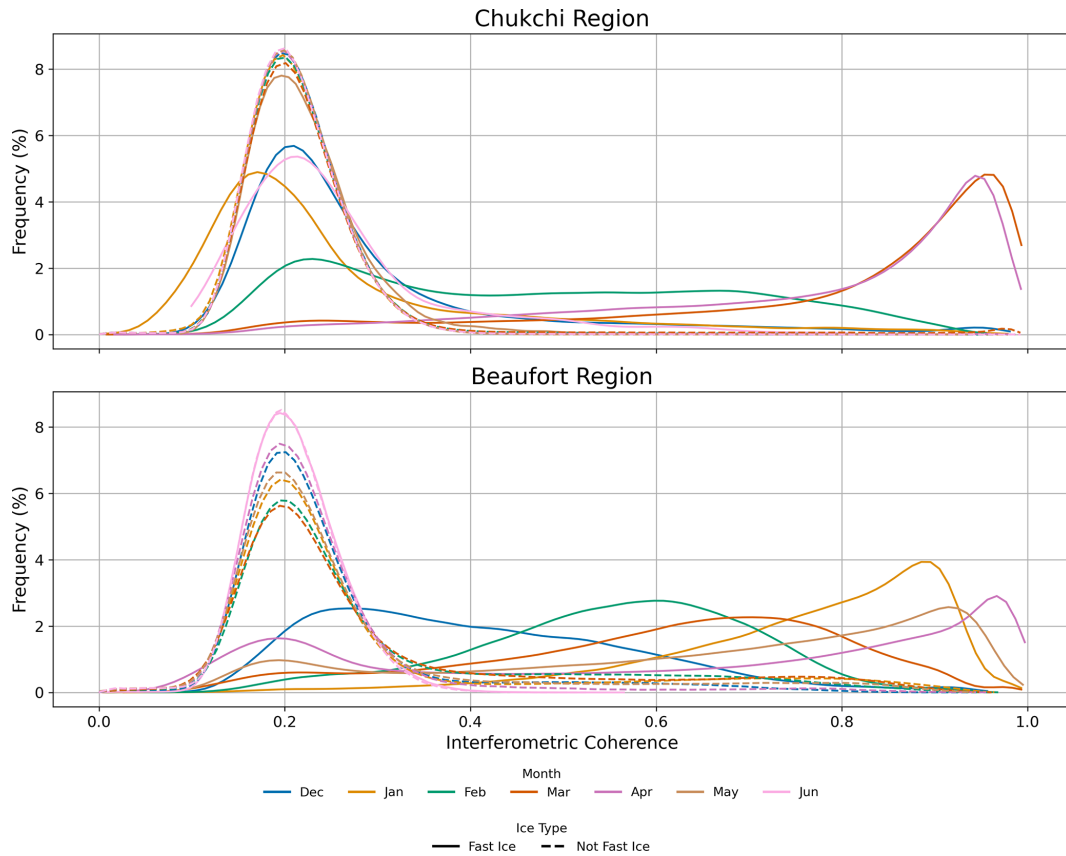 Chukchi Region
Frequency (%)
8
6
4
2
0
Beaufort Region
Frequency (%)
8
6
4
2
0
0.0 0.2 0.4 0.6 0.8 1.0
Interferometric Coherence
Month
Dec Jan Feb Mar Apr May Jun
Ice Type
Fast Ice Not Fast Ice